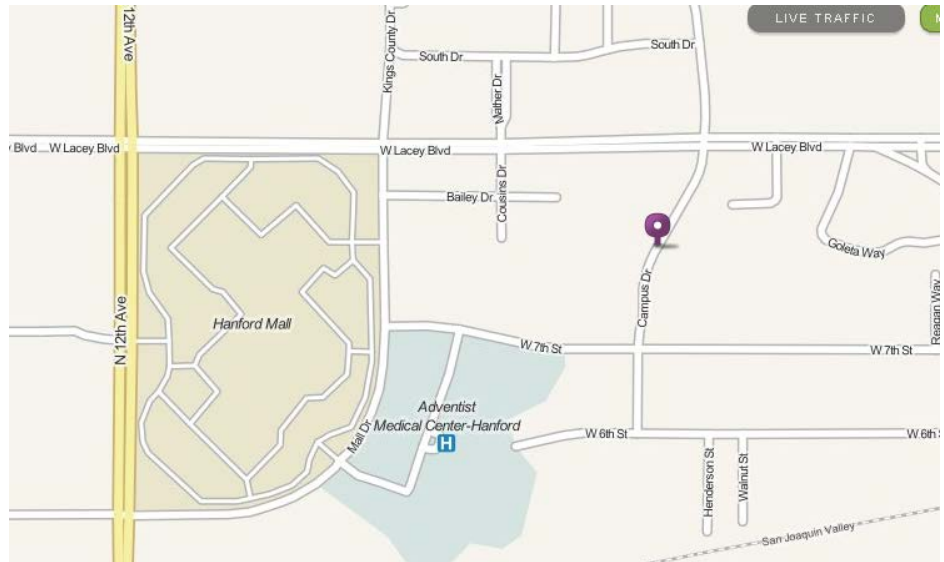 N 12th Ave
LIVE TRAFFIC
M
Kings County Dr
South Dr
South Dr
Mather Dr
y Blvd
W Lacey Blvd
W Lacey Blvd
W Lacey Blvd
Bailey Dr
Cousins Dr
Goleta Way
Campus Dr
Reagan Way
Hanford Mall
N 12th Ave
W 7th St
W 7th St
Adventist
Medical Center-Hanford
H
Mall Dr
W 6th St
W 6th S
Henderson St
Walnut St
San Joaquin Valley